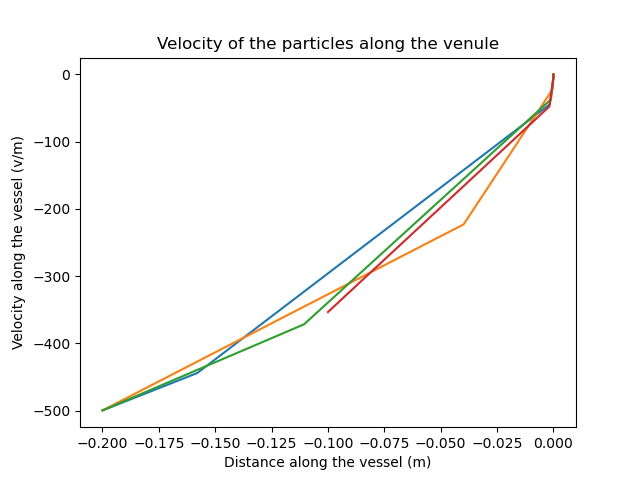 Velocity of the particles along the venule
0
−100
−200
−300
−400
−500
Velocity along the vessel (v/m)
−0.200 −0.175 −0.150 −0.125 −0.100 −0.075 −0.050 −0.025 0.000
Distance along the vessel (m)